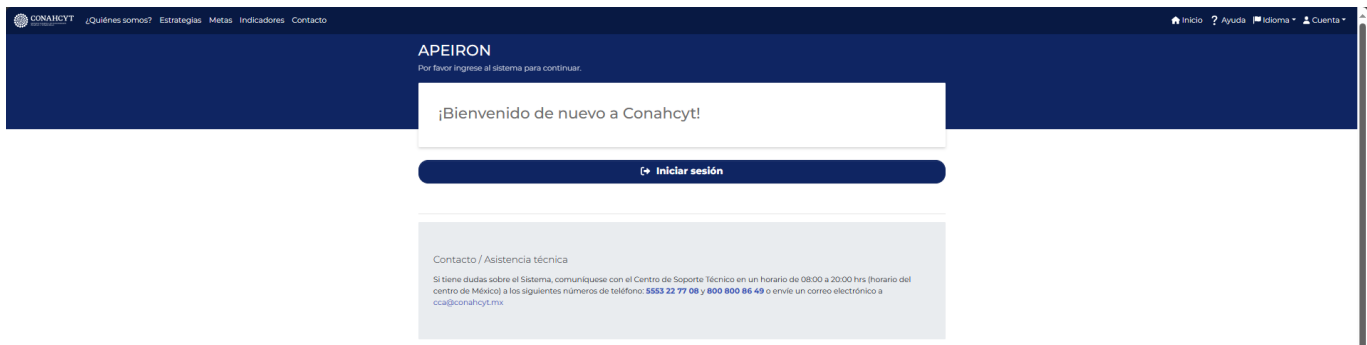 CONAHCYT ¿Quiénes somos? Estrategias Metas Indicadores Contacto Inicio ? Ayuda Idioma Cuenta
APEIRON
Por favor ingrese al sistema para continuar.
¡Bienvenido de nuevo a Conahcyt!
Iniciar sesión
Contacto / Asistencia técnica
Si tiene dudas sobre el Sistema, comuníquese con el Centro de Soporte Técnico en un horario de 08:00 a 20:00 hrs (horario del
centro de México) a los siguientes números de teléfono: 5553 22 77 08 y 800 800 86 49 o envíe un correo electrónico a
cca@conahcyt.mx